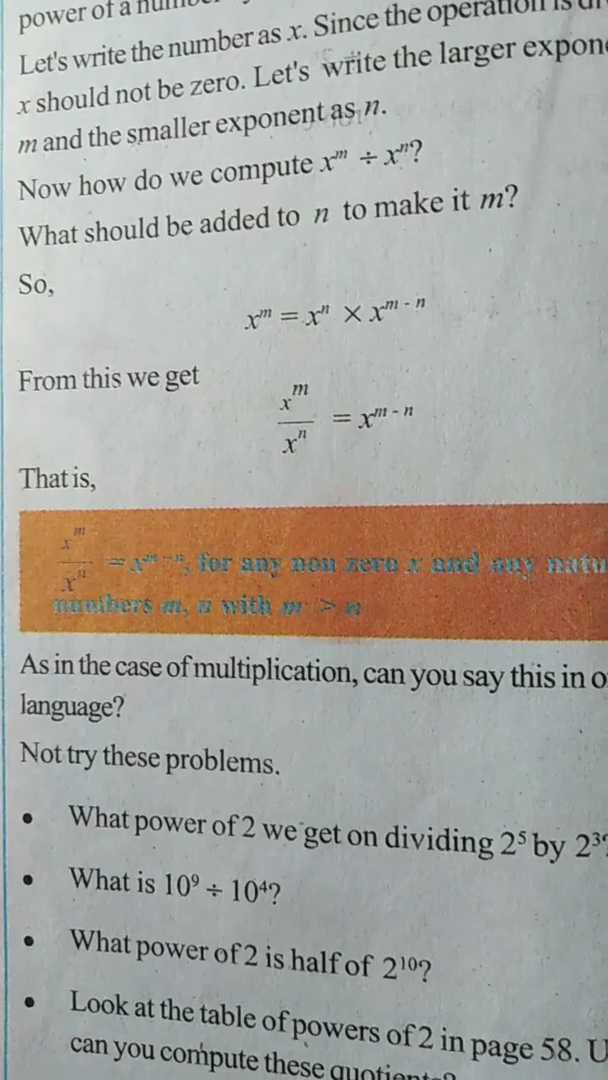 power of a
Let's write the number as x. Since the operation is
x should not be zero. Let's write the larger
m and the smaller exponent as n.
Now how do we compute xᵐ ÷ xⁿ?
What should be added to n to make it m?
So,
xᵐ = xⁿ × xᵐ⁻ⁿ
From this we get
xᵐ/xⁿ = xᵐ⁻ⁿ
That is,
xᵐ/xⁿ = xᵐ⁻ⁿ, for any non zero x and any
numbers m, n with m > n
As in the case of multiplication, can you say this in
language?
Not try these problems.
• What power of 2 we get on dividing 2⁵ by 2³?
• What is 10⁹ ÷ 10⁴?
• What power of 2 is half of 2¹⁰?
• Look at the table of powers of 2 in page 58.
can you compute these